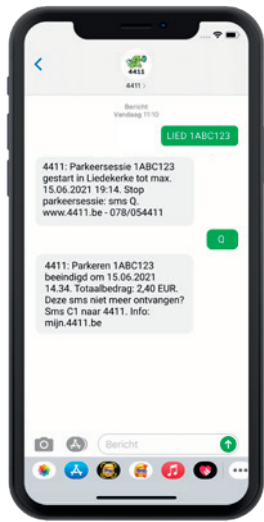 4411
4411 >
Bericht
Vandaag 11:10
LIED 1ABC123
4411: Parkeersessie 1ABC123
gestart in Liedekerke tot max.
15.06.2021 19:14. Stop
parkeersessie: sms Q.
www.4411.be - 078/054411
Q
4411: Parkeren 1ABC123
beeindigd om 15.06.2021
14.34. Totaalbedrag: 2,40 EUR.
Deze sms niet meer ontvangen?
Sms C1 naar 4411. Info:
mijn.4411.be
Bericht